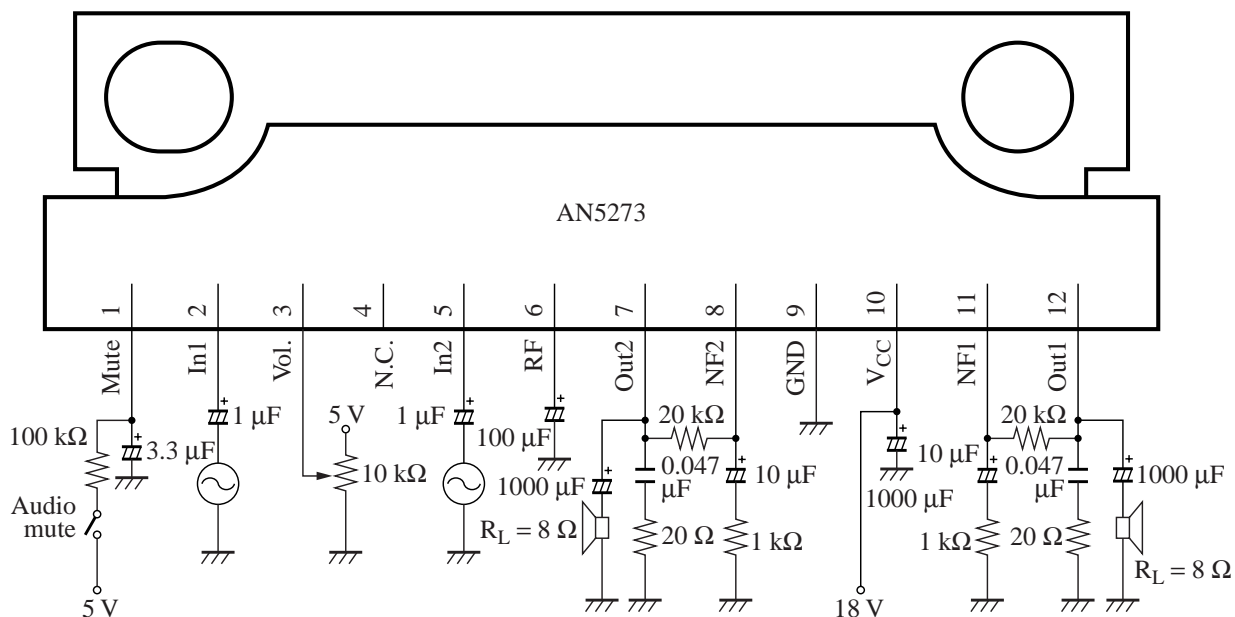 AN5273
1
2
3
4
5
6
7
8
9
10
11
12
Mute
In1
Vol.
N.C.
In2
RF
Out2
NF2
GND
VCC
NF1
Out1
100 kΩ
3.3 μF
Audio
mute
5 V
1 μF
5 V
10 kΩ
1 μF
100 μF
1000 μF
RL = 8 Ω
20 kΩ
0.047
μF
20 Ω
10 μF
1 kΩ
18 V
1000 μF
10 μF
1 kΩ
20 kΩ
0.047
μF
20 Ω
1000 μF
RL = 8 Ω